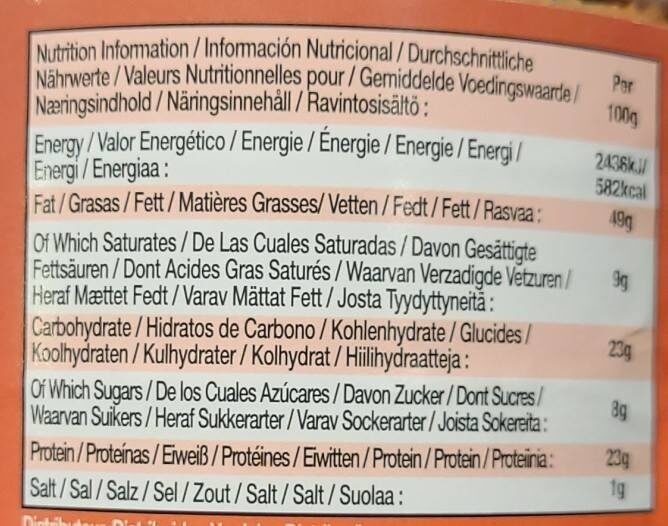 Nutrition Information / Información Nutricional / Durchschnittliche
Nährwerte / Valeurs Nutritionnelles pour / Gemiddelde Voedingswaarde /
Næringsindhold / Näringsinnehåll / Ravintosisältö :
Per
100g
Energy / Valor Energético / Energie / Énergie / Energie / Energi /
Energi / Energiaa :
2436kJ/
582kcal
Fat / Grasas / Fett / Matières Grasses/ Vetten / Fedt / Fett / Rasvaa :
49g
Of Which Saturates / De Las Cuales Saturadas / Davon Gesättigte
Fettsäuren / Dont Acides Gras Saturés / Waarvan Verzadigde Vetzuren /
Heraf Mættet Fedt / Varav Mättat Fett / Josta Tyydyttyneitä :
9g
Carbohydrate / Hidratos de Carbono / Kohlenhydrate / Glucides /
Koolhydraten / Kulhydrater / Kolhydrat / Hiilihydraatteja :
23g
Of Which Sugars / De los Cuales Azúcares / Davon Zucker / Dont Sucres /
Waarvan Suikers / Heraf Sukkerarter / Varav Sockerarter / Joista Sokereita :
8g
Protein / Proteínas / Eiweiß / Protéines / Eiwitten / Protein / Protein / Proteiinia :
23g
Salt / Sal / Salz / Sel / Zout / Salt / Salt / Suolaa :
1g